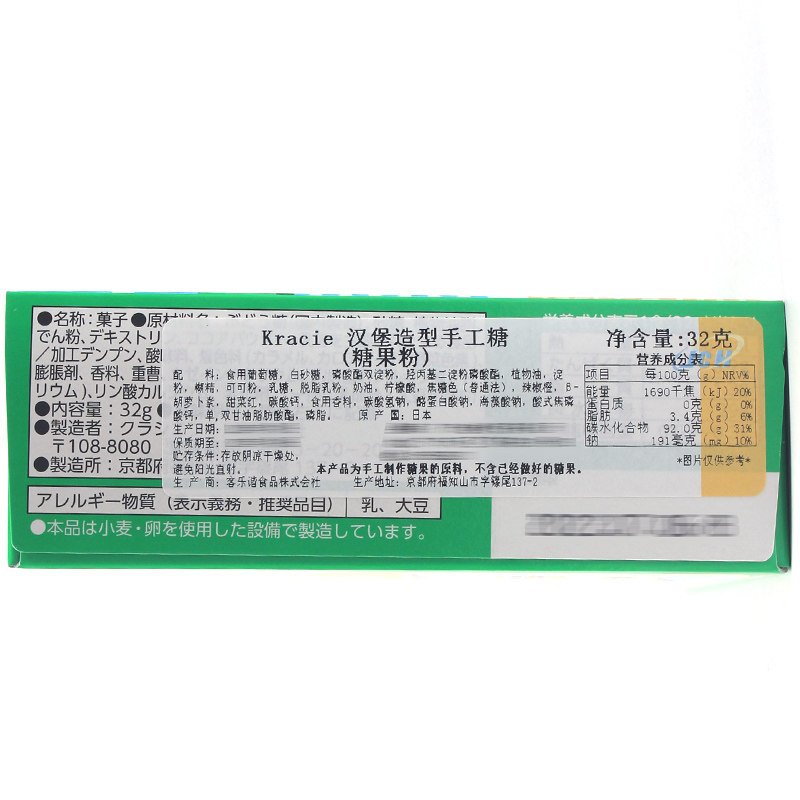 ●名称:菓子●原材料名
でん粉、デキストリ
/加工デンプン、酸
膨脹剤、香料、重曹
リウム)、リン酸カル
●内容量:32g●
●製造者:クラシ
〒108-8080
●製造所:京都府
アレルギー物質(表示義務・推奨品目) 乳、大豆
●本品は小麦・卵を使用した設備で製造しています。
Kracie 汉堡造型手工糖
(糖果粉)
配 料:食用葡萄糖,白砂糖,磷酸酯双淀粉,羟丙基二淀粉磷酸酯,植物油,淀
粉,糊精,可可粉,乳糖,脱脂乳粉,奶油,柠檬酸,焦糖色(普通法),辣椒橙,B-
胡萝卜素,甜菜红,碳酸钙,食用香料,碳酸氢钠,酪蛋白酸钠,海藻酸钠,酸式焦磷
酸钙,单,双甘油脂肪酸酯,磷脂。 原产国:日本
生产日期:
保质期至:
贮存条件:存放阴凉干燥处,
避免阳光直射。
本产品为手工制作糖果的原料,不含已经做好的糖果。
生产商:客乐谐食品株式会社 生产地址:京都府福知山市字鞣尾137-2
净含量:32克
营养成分表
项目 每100克(g) NRV%
能量 1690千焦(kJ) 20%
蛋白质 0克(g) 0%
脂肪 3.4克(g) 6%
碳水化合物 92.0克(g) 31%
钠 191毫克(mg) 10%
*图片仅供参考*